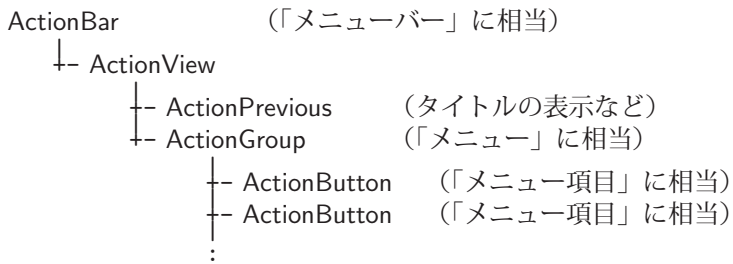 ActionBar （「メニューバー」に相当）
ActionView
ActionPrevious （タイトルの表示など）
ActionGroup （「メニュー」に相当）
ActionButton （「メニュー項目」に相当）
ActionButton （「メニュー項目」に相当）
⋮